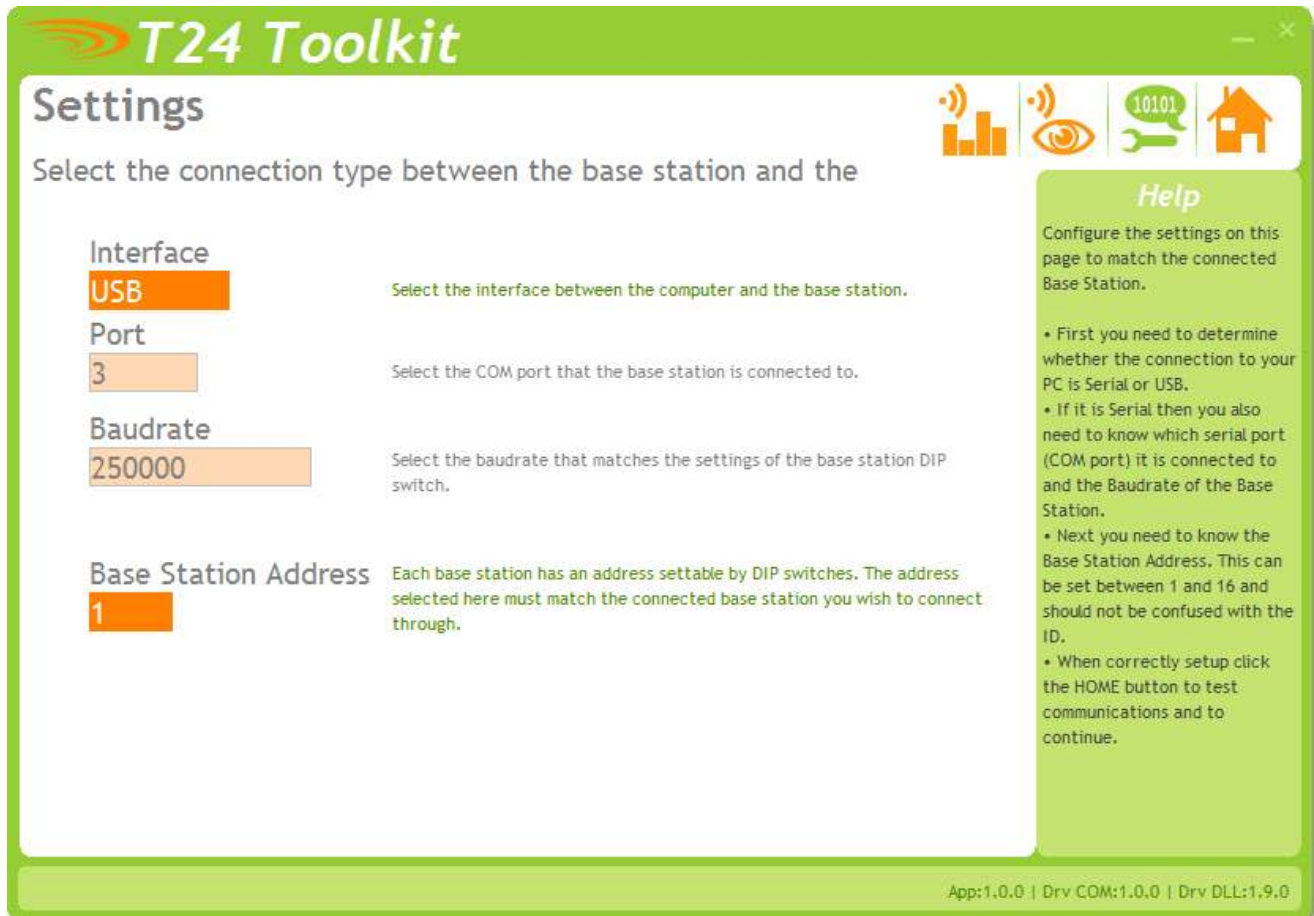 T24 Toolkit
Settings
10101
Select the connection type between the base station and the
Interface
USB
Select the interface between the computer and the base station.
Port
3
Select the COM port that the base station is connected to.
Baudrate
250000
Select the baudrate that matches the settings of the base station DIP
switch.
Base Station Address
1
Each base station has an address settable by DIP switches. The address
selected here must match the connected base station you wish to connect
through.
Help
Configure the settings on this
page to match the connected
Base Station.
• First you need to determine
whether the connection to your
PC is Serial or USB.
• If it is Serial then you also
need to know which serial port
(COM port) it is connected to
and the Baudrate of the Base
Station.
• Next you need to know the
Base Station Address. This can
be set between 1 and 16 and
should not be confused with the
ID.
• When correctly setup click
the HOME button to test
communications and to
continue.
App:1.0.0 | Drv COM:1.0.0 | Drv DLL:1.9.0